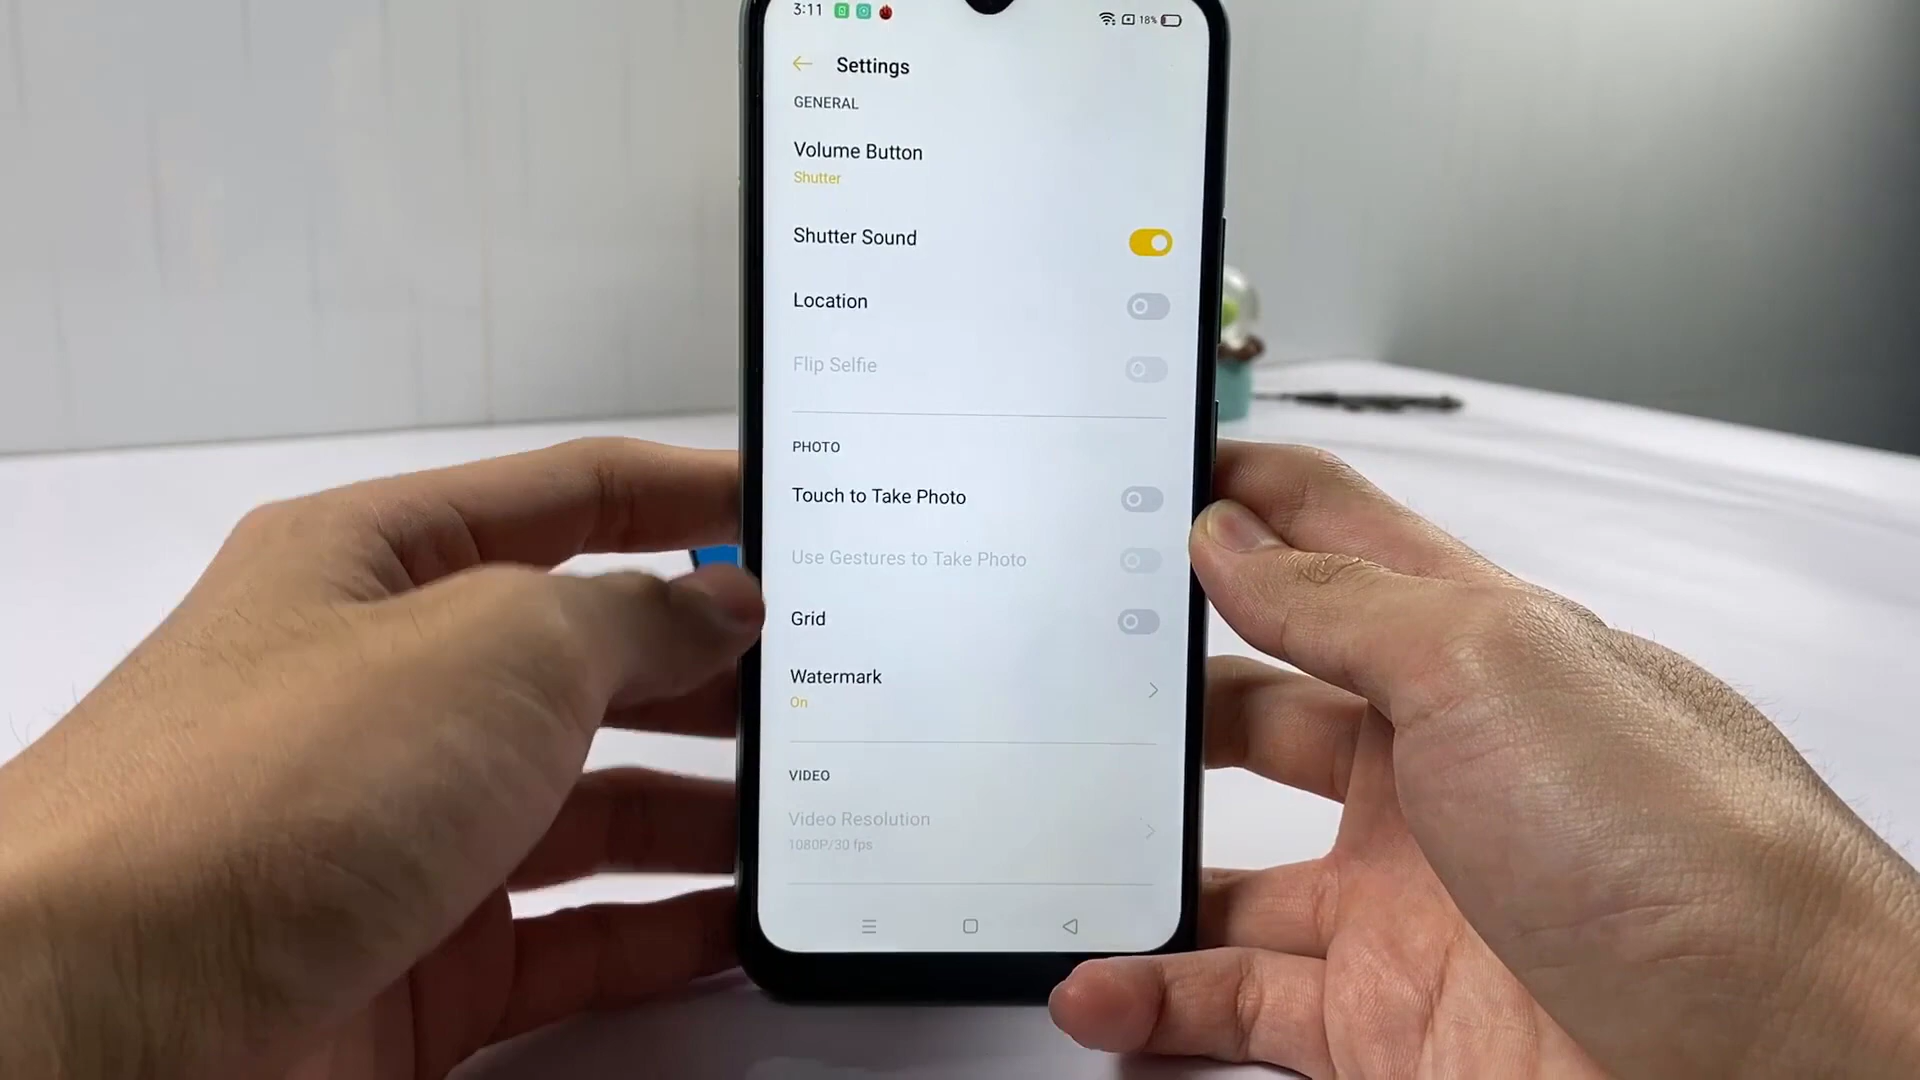 3:11 18%
Settings
GENERAL
Volume Button
Shutter
Shutter Sound
Location
Flip Selfie
PHOTO
Touch to Take Photo
Use Gestures to Take Photo
Grid
Watermark
On
VIDEO
Video Resolution
1080P/30 fps